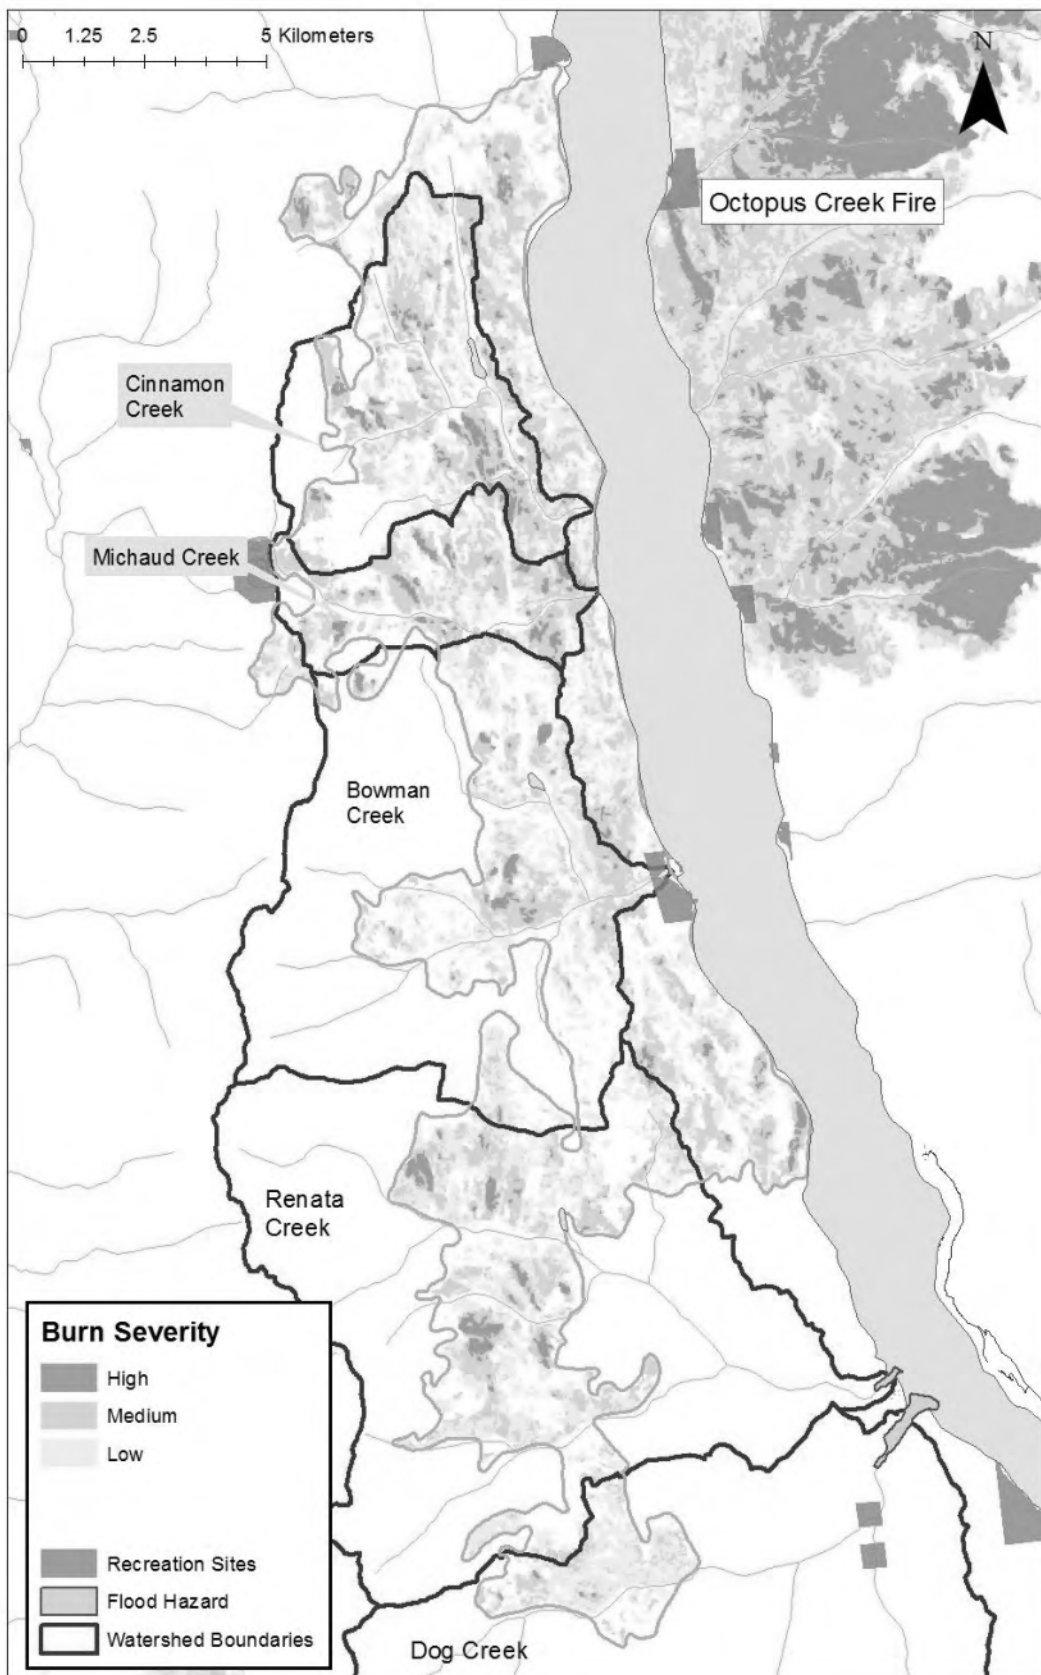 0 1.25 2.5 5 Kilometers
N
Octopus Creek Fire
Cinnamon
Creek
Michaud Creek
Bowman
Creek
Renata
Creek
Burn Severity
High
Medium
Low
Recreation Sites
Flood Hazard
Watershed Boundaries
Dog Creek